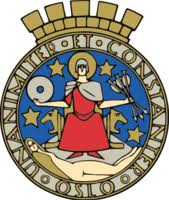 UNANIMITER · ET · CONSTANTER
OSLO